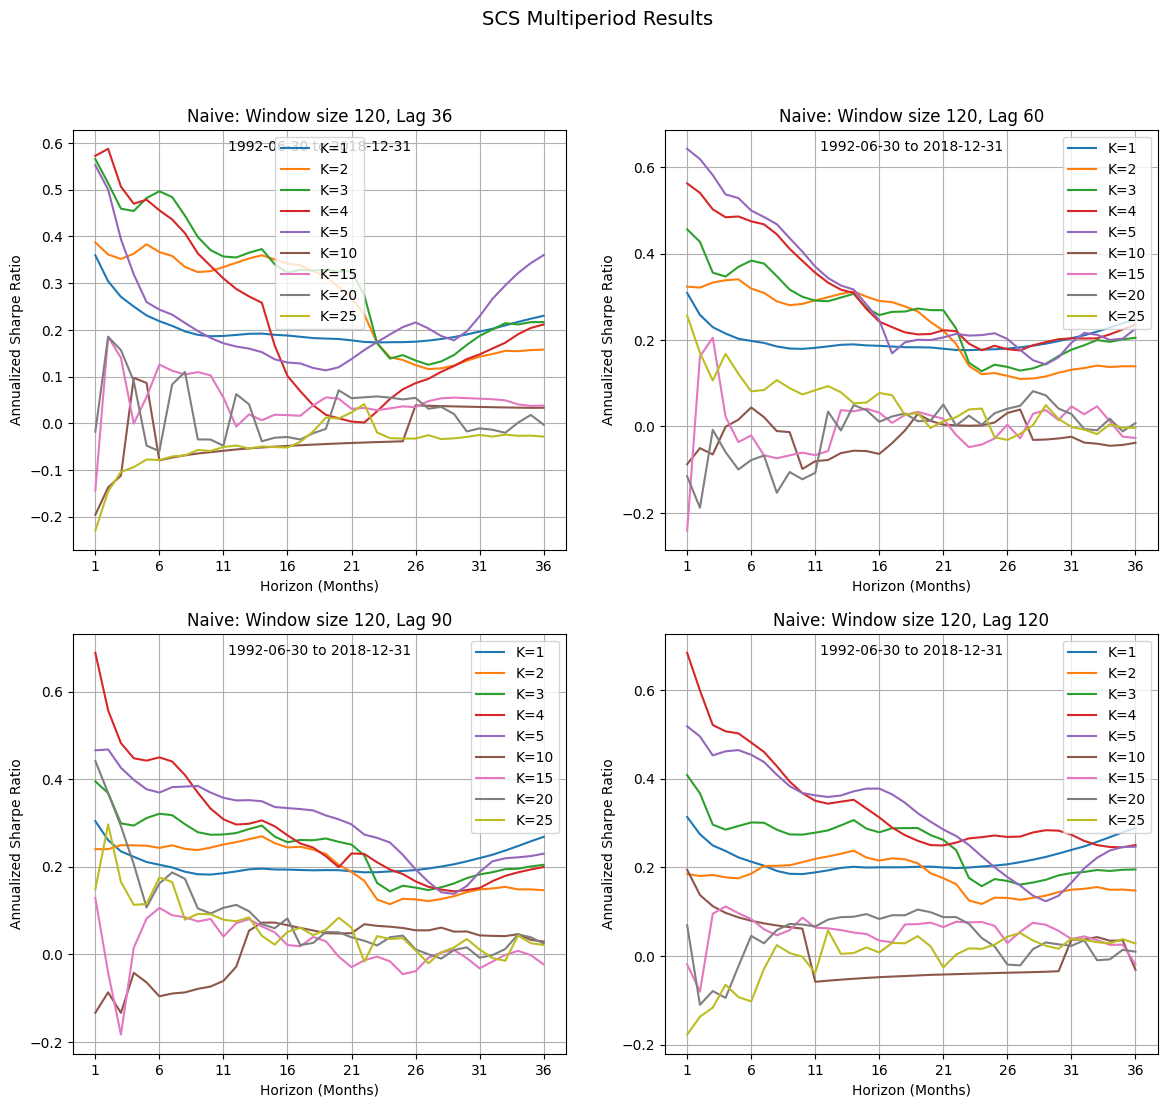 SCS Multiperiod Results
Naive: Window size 120, Lag 36
1992-06-30 to 2018-12-31
K=1
K=2
K=3
K=4
K=5
K=10
K=15
K=20
K=25
0.6
0.5
0.4
0.3
0.2
0.1
0.0
−0.1
−0.2
Annualized Sharpe Ratio
1 6 11 16 21 26 31 36
Horizon (Months)
Naive: Window size 120, Lag 60
1992-06-30 to 2018-12-31
K=1
K=2
K=3
K=4
K=5
K=10
K=15
K=20
K=25
0.6
0.4
0.2
0.0
−0.2
Annualized Sharpe Ratio
1 6 11 16 21 26 31 36
Horizon (Months)
Naive: Window size 120, Lag 90
1992-06-30 to 2018-12-31
K=1
K=2
K=3
K=4
K=5
K=10
K=15
K=20
K=25
0.6
0.4
0.2
0.0
−0.2
Annualized Sharpe Ratio
1 6 11 16 21 26 31 36
Horizon (Months)
Naive: Window size 120, Lag 120
1992-06-30 to 2018-12-31
K=1
K=2
K=3
K=4
K=5
K=10
K=15
K=20
K=25
0.6
0.4
0.2
0.0
−0.2
Annualized Sharpe Ratio
1 6 11 16 21 26 31 36
Horizon (Months)